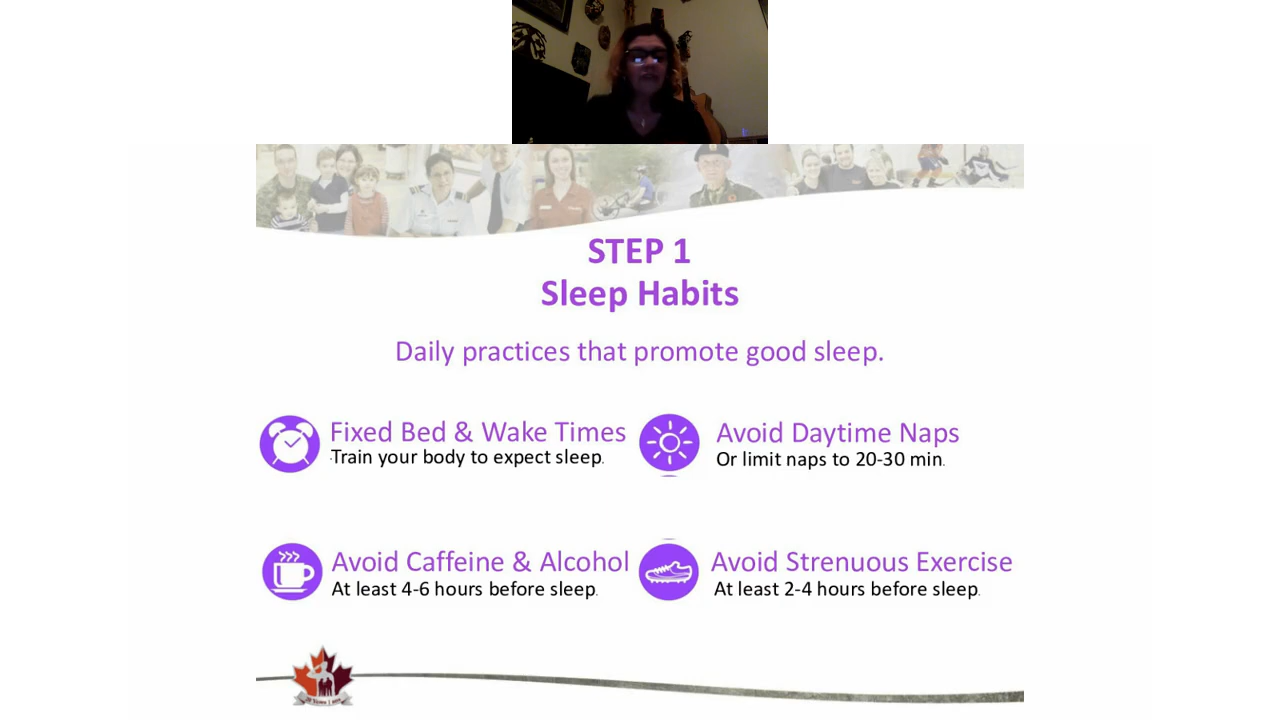 STEP 1
Sleep Habits
Daily practices that promote good sleep.
Fixed Bed & Wake Times
Train your body to expect sleep.
Avoid Daytime Naps
Or limit naps to 20-30 min.
Avoid Caffeine & Alcohol
At least 4-6 hours before sleep.
Avoid Strenuous Exercise
At least 2-4 hours before sleep.